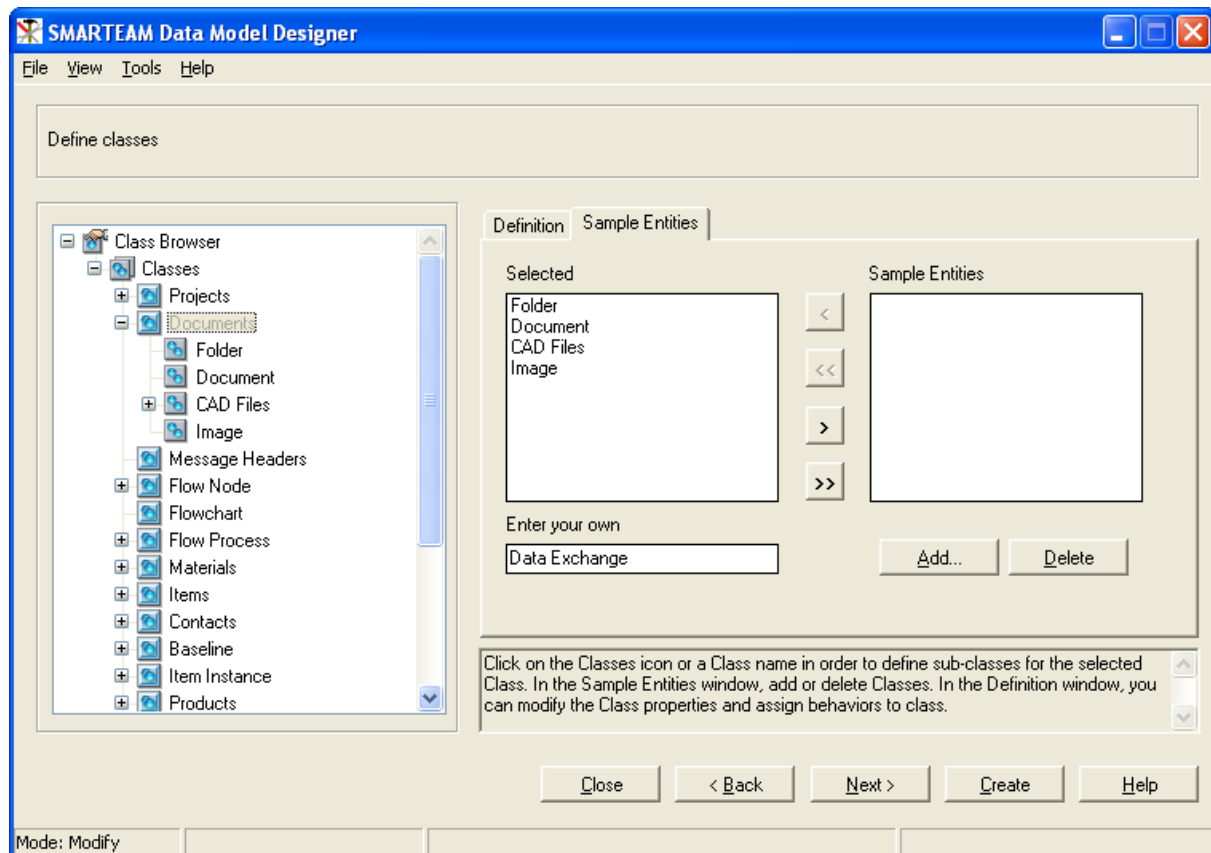 SMARTEAM Data Model Designer
File View Tools Help
Define classes
Class Browser
Classes
Projects
Documents
Folder
Document
CAD Files
Image
Message Headers
Flow Node
Flowchart
Flow Process
Materials
Items
Contacts
Baseline
Item Instance
Products
Definition Sample Entities
Selected Sample Entities
Folder
Document
CAD Files
Image
<
<<
>
>>
Enter your own
Data Exchange Add... Delete
Click on the Classes icon or a Class name in order to define sub-classes for the selected
Class. In the Sample Entities window, add or delete Classes. In the Definition window, you
can modify the Class properties and assign behaviors to class.
Close < Back Next > Create Help
Mode: Modify